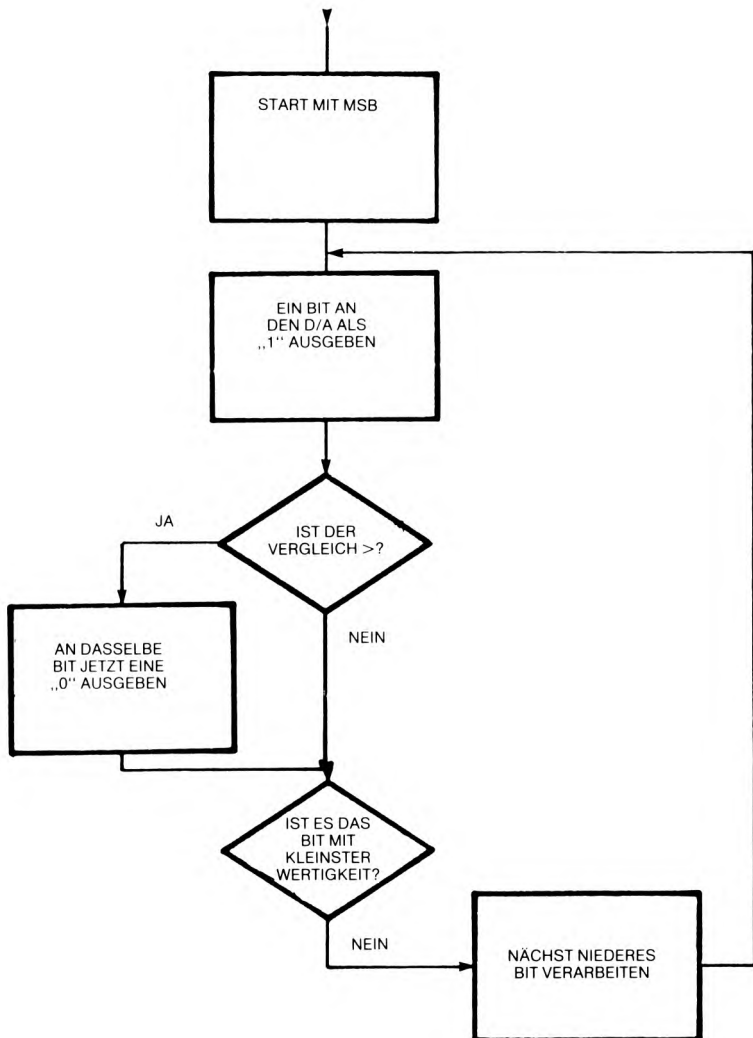 START MIT MSB
EIN BIT AN
DEN D/A ALS
„1“ AUSGEBEN
IST DER
VERGLEICH >?
JA
NEIN
AN DASSELBE
BIT JETZT EINE
„0“ AUSGEBEN
IST ES DAS
BIT MIT
KLEINSTER
WERTIGKEIT?
NEIN
NÄCHST NIEDERES
BIT VERARBEITEN